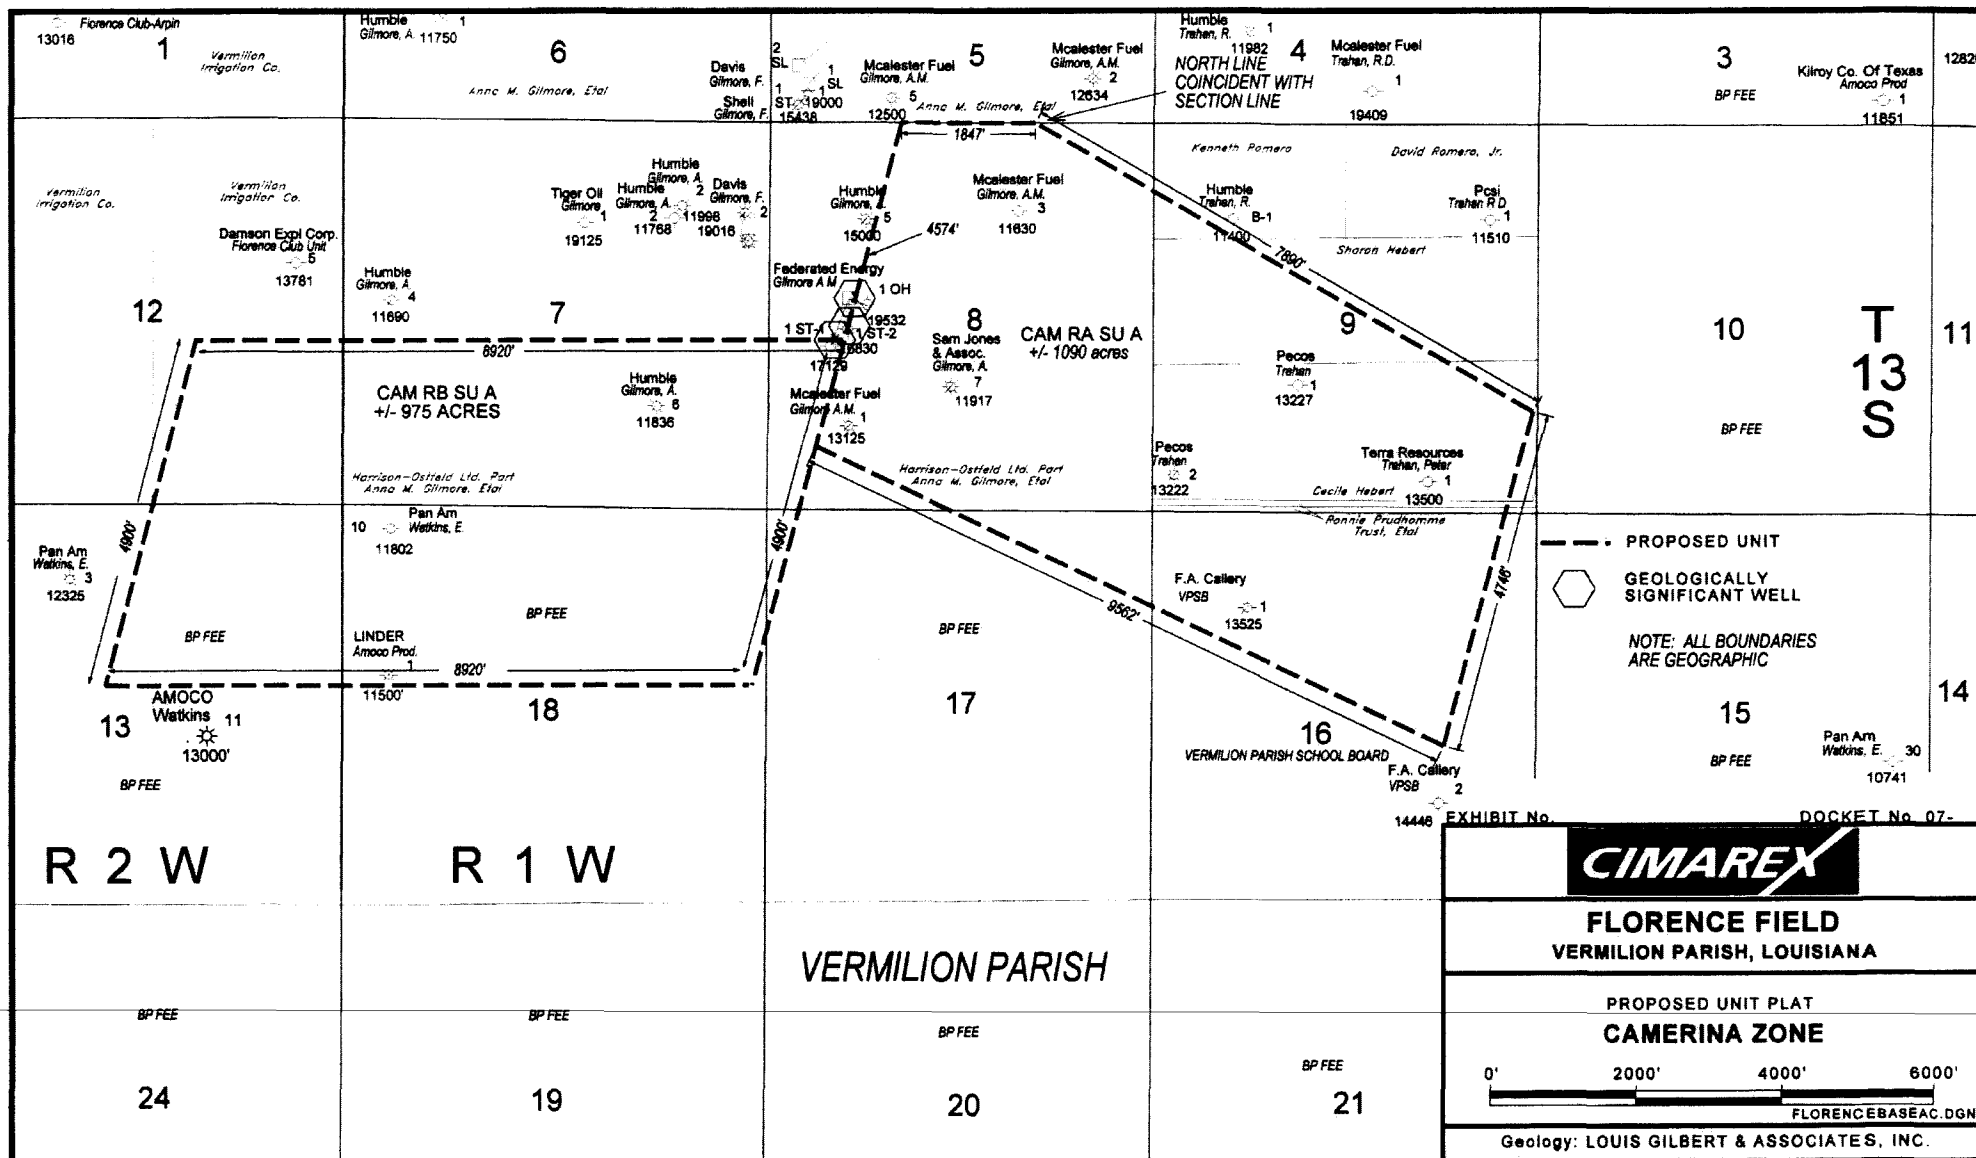 Florence Club-Arpin
13016
1
Vermilion
Irrigation Co.
Humble
Gilmore, A.
1
11750
6
Anna M. Gilmore, Etal
2
SL
Davis
Gilmore, F.
1
1
SL
Shell
Gilmore, F.
ST
1
19000
15438
Mcalester Fuel
Gilmore, A.M.
5
12500
5
Anna M. Gilmore, Etal
Mcalester Fuel
Gilmore, A.M.
2
12634
Humble
Trahan, R.
1
11982
4
NORTH LINE
COINCIDENT WITH
SECTION LINE
Mcalester Fuel
Trahan, R.D.
1
19409
3
BP FEE
Kilroy Co. Of Texas
Amoco Prod
1
11851
1847'
Kenneth Romero
David Romero, Jr.
Vermilion
Irrigation Co.
Vermilion
Irrigation Co.
Damson Expl Corp.
Florence Club Unit
5
13781
Tiger Oil
Gilmore
1
19125
Humble
Gilmore, A.
2
11998
Humble
Gilmore, A.
2
11768
Davis
Gilmore, F.
2
19016
Humble
5
15000
4574'
Mcalester Fuel
Gilmore, A.M.
3
11630
Humble
Trahan, R.
B-1
11400
Pcsi
Trahan R D
1
11510
Sharon Hebert
7890'
Federated Energy
Gilmore A M
1 OH
19532
1 ST-1
ST-2
17129
12
Humble
Gilmore, A.
4
11690
7
8
CAM RA SU A
+/- 1090 acres
9
10
T
13
S
11
8920'
CAM RB SU A
+/- 975 ACRES
Humble
Gilmore, A.
6
11836
Mcalester Fuel
Gilmore A.M.
1
13125
Sam Jones
& Assoc.
Gilmore, A.
7
11917
Pecos
Trahan
1
13227
BP FEE
Pecos
Trahan
2
13222
Terra Resources
Trahan, Peter
1
13500
Harrison-Ostfeld Ltd. Part
Anna M. Gilmore, Etal
Harrison-Ostfeld Ltd. Part
Anna M. Gilmore, Etal
Cecile Hebert
Ronnie Prudhomme
Trust, Etal
Pan Am
Watkins, E.
10
11802
4900'
4900'
Pan Am
Watkins, E.
3
12325
BP FEE
BP FEE
BP FEE
F.A. Callery
VPSB
1
13525
9562'
4746'
PROPOSED UNIT
GEOLOGICALLY
SIGNIFICANT WELL
NOTE: ALL BOUNDARIES
ARE GEOGRAPHIC
LINDER
Amoco Prod.
1
11500'
8920'
13
AMOCO
Watkins
11
13000'
BP FEE
18
17
16
VERMILION PARISH SCHOOL BOARD
F.A. Callery
VPSB
2
14446
15
BP FEE
14
Pan Am
Watkins, E.
30
10741
EXHIBIT No.
DOCKET No. 07-
R 2 W
R 1 W
VERMILION PARISH
BP FEE
BP FEE
BP FEE
BP FEE
24
19
20
21
CIMAREX
FLORENCE FIELD
VERMILION PARISH, LOUISIANA
PROPOSED UNIT PLAT
CAMERINA ZONE
0'
2000'
4000'
6000'
FLORENCEBASEAC.DGN
Geology: LOUIS GILBERT & ASSOCIATES, INC.